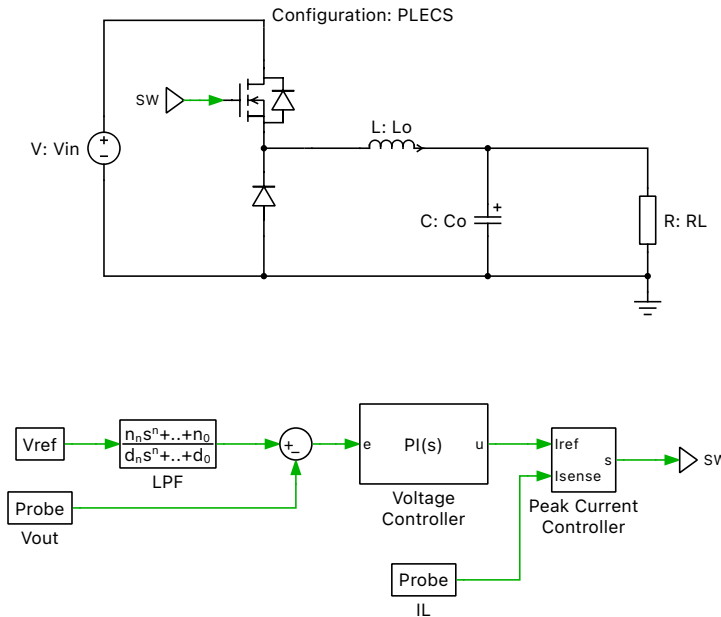 Configuration: PLECS
SW
V: Vin
+
−
L: Lo
+
C: Co
R: RL
Vref
nₙsⁿ+..+n₀
dₙsⁿ+..+d₀
LPF
+
−
e PI(s) u
Voltage
Controller
Iref
s
Isense
Peak Current
Controller
SW
Probe
Vout
Probe
IL